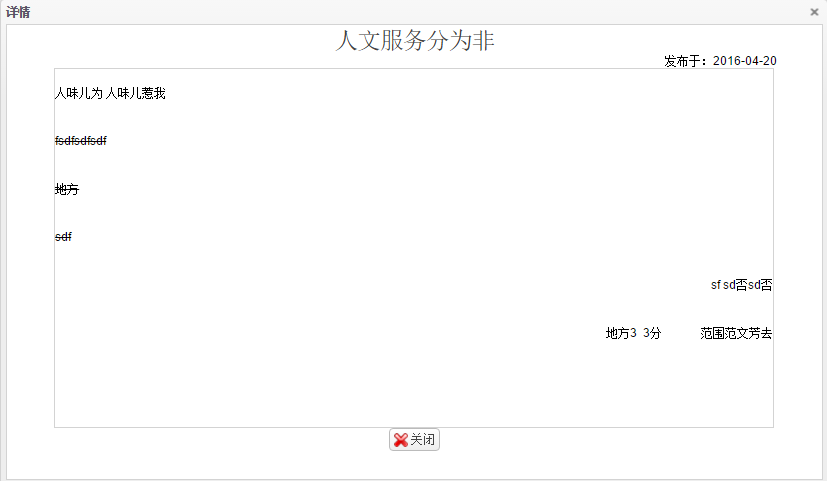 详情
人文服务分为非
发布于：2016-04-20
人味儿为 人味儿惹我
fsdfsdfsdf
地方
sdf
sf sd否sd否
地方3 3分 范围范文芳去
关闭